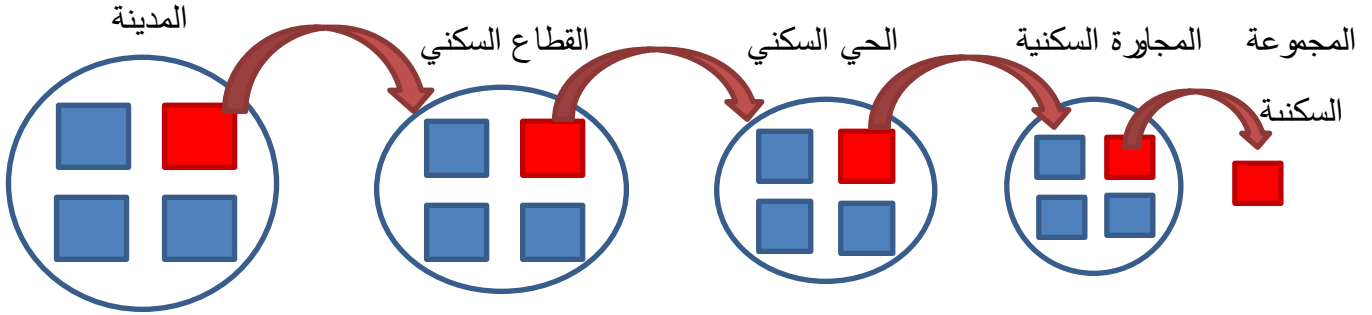 المدينة
القطاع السكني
الحي السكني
المجاورة السكنية
المجموعة
السكنية